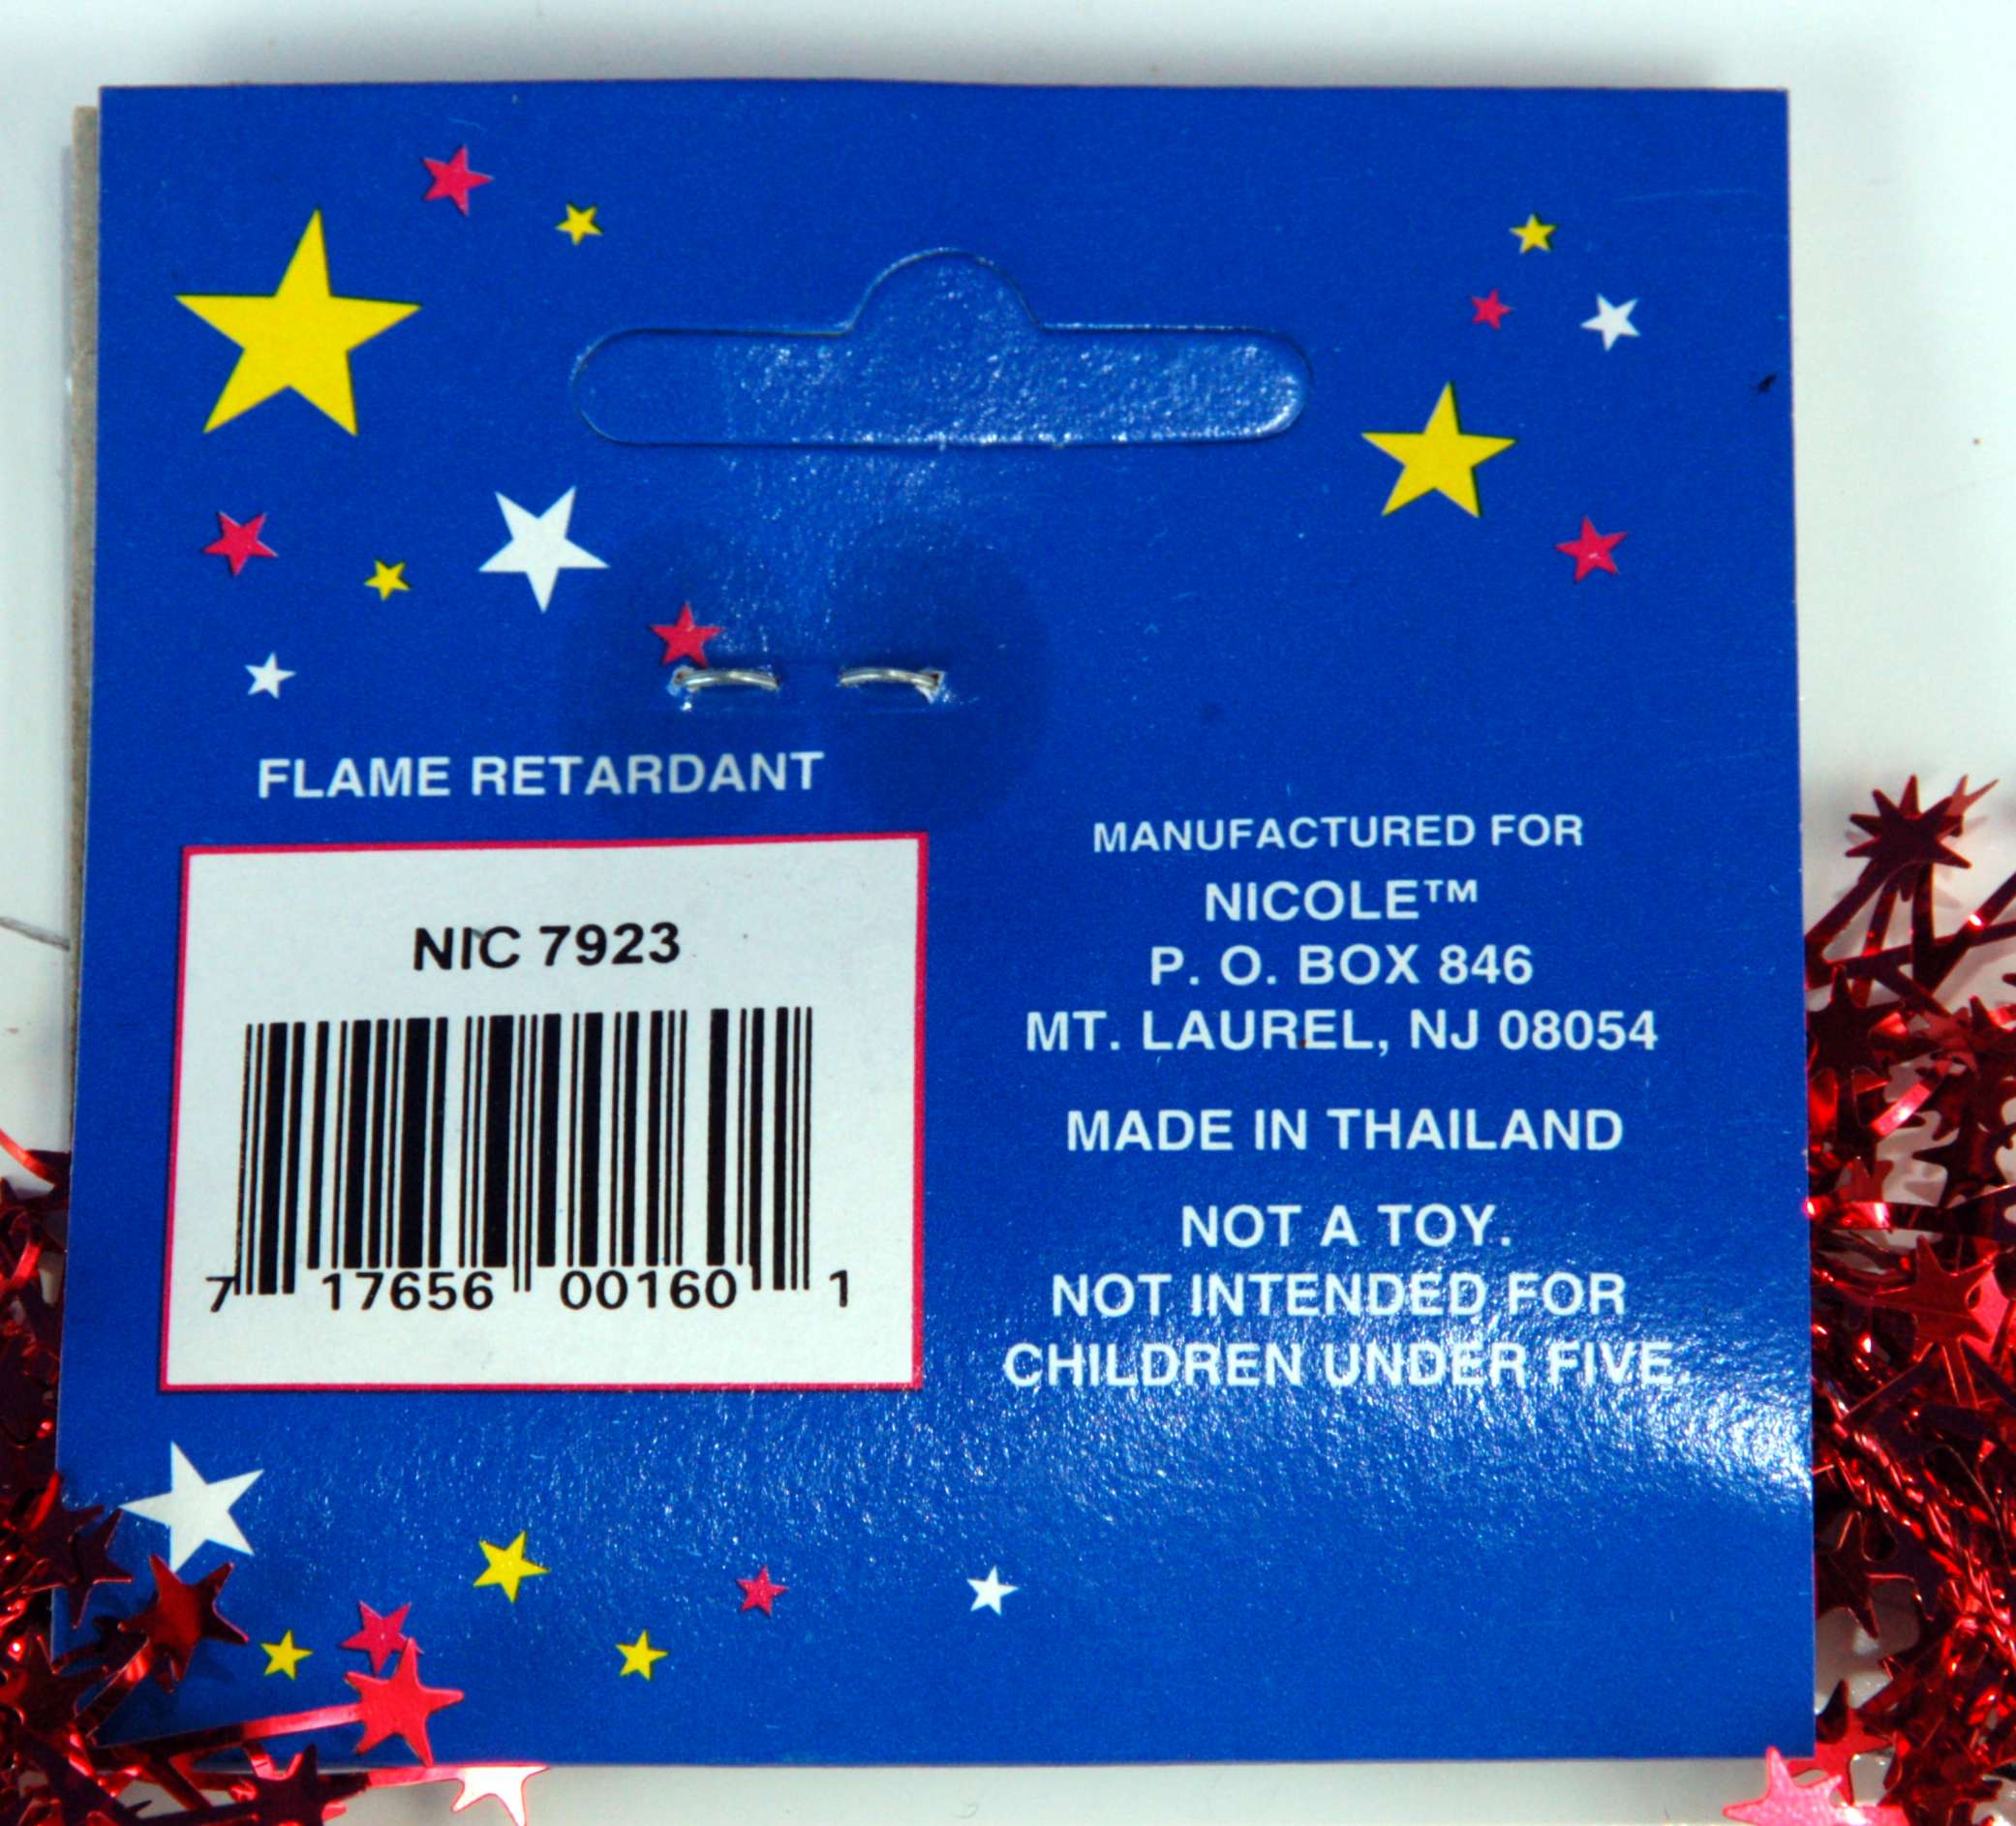 FLAME RETARDANT
NIC 7923
7 17656 00160 1
MANUFACTURED FOR
NICOLE™
P. O. BOX 846
MT. LAUREL, NJ 08054
MADE IN THAILAND
NOT A TOY.
NOT INTENDED FOR
CHILDREN UNDER FIVE.